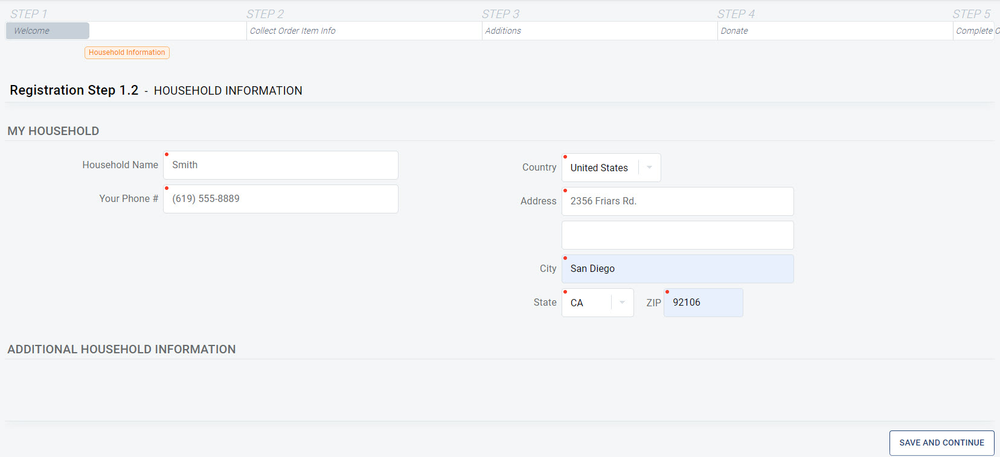 STEP 1 STEP 2 STEP 3 STEP 4 STEP 5
Welcome Collect Order Item Info Additions Donate Complete O
Household Information
Registration Step 1.2 - HOUSEHOLD INFORMATION
MY HOUSEHOLD
Household Name Smith
Your Phone # (619) 555-8889
Country United States
Address 2356 Friars Rd.
City San Diego
State CA ZIP 92106
ADDITIONAL HOUSEHOLD INFORMATION
SAVE AND CONTINUE